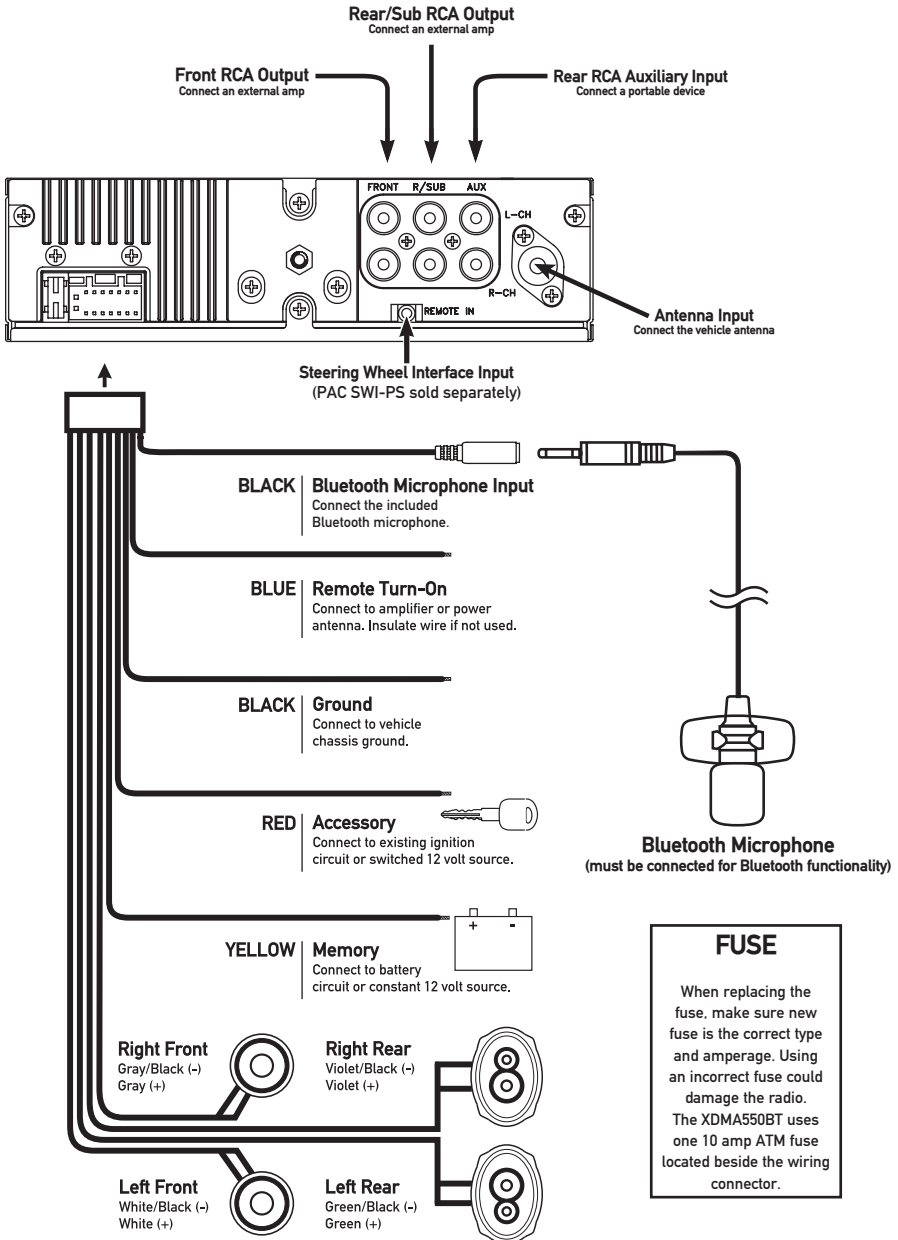 Rear/Sub RCA Output
Connect an external amp
Front RCA Output
Connect an external amp
Rear RCA Auxiliary Input
Connect a portable device
FRONT R/SUB AUX
L-CH
R-CH
REMOTE IN
Antenna Input
Connect the vehicle antenna
Steering Wheel Interface Input
(PAC SWI-PS sold separately)
BLACK Bluetooth Microphone Input
Connect the included
Bluetooth microphone.
BLUE Remote Turn-On
Connect to amplifier or power
antenna. Insulate wire if not used.
BLACK Ground
Connect to vehicle
chassis ground.
RED Accessory
Connect to existing ignition
circuit or switched 12 volt source.
YELLOW Memory
Connect to battery
circuit or constant 12 volt source.
+ -
Bluetooth Microphone
(must be connected for Bluetooth functionality)
FUSE
When replacing the
fuse, make sure new
fuse is the correct type
and amperage. Using
an incorrect fuse could
damage the radio.
The XDMA550BT uses
one 10 amp ATM fuse
located beside the wiring
connector.
Right Front
Gray/Black (-)
Gray (+)
Right Rear
Violet/Black (-)
Violet (+)
Left Front
White/Black (-)
White (+)
Left Rear
Green/Black (-)
Green (+)